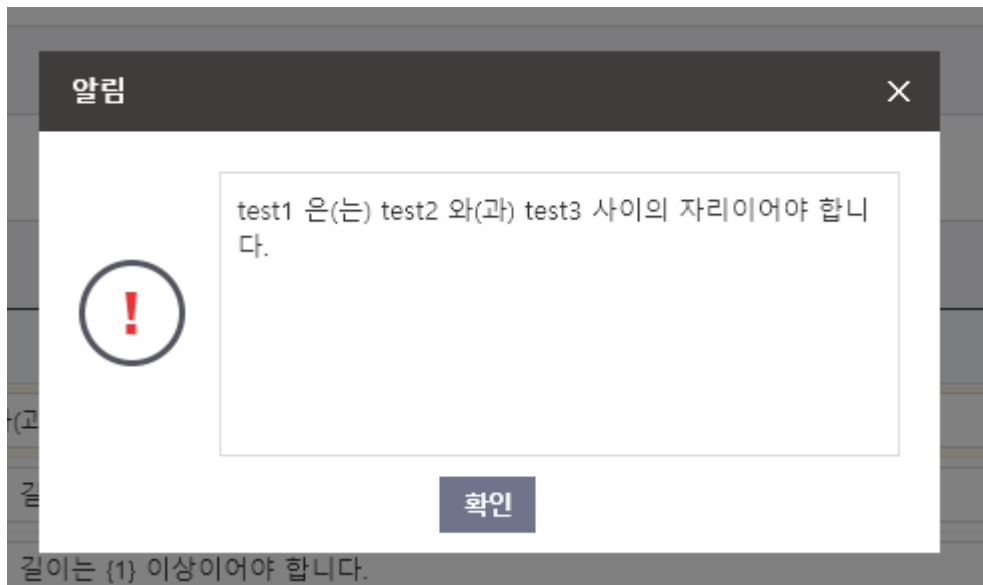 알림
test1 은(는) test2 와(과) test3 사이의 자리이어야 합니
다.
확인
길이는 {1} 이상이어야 합니다.